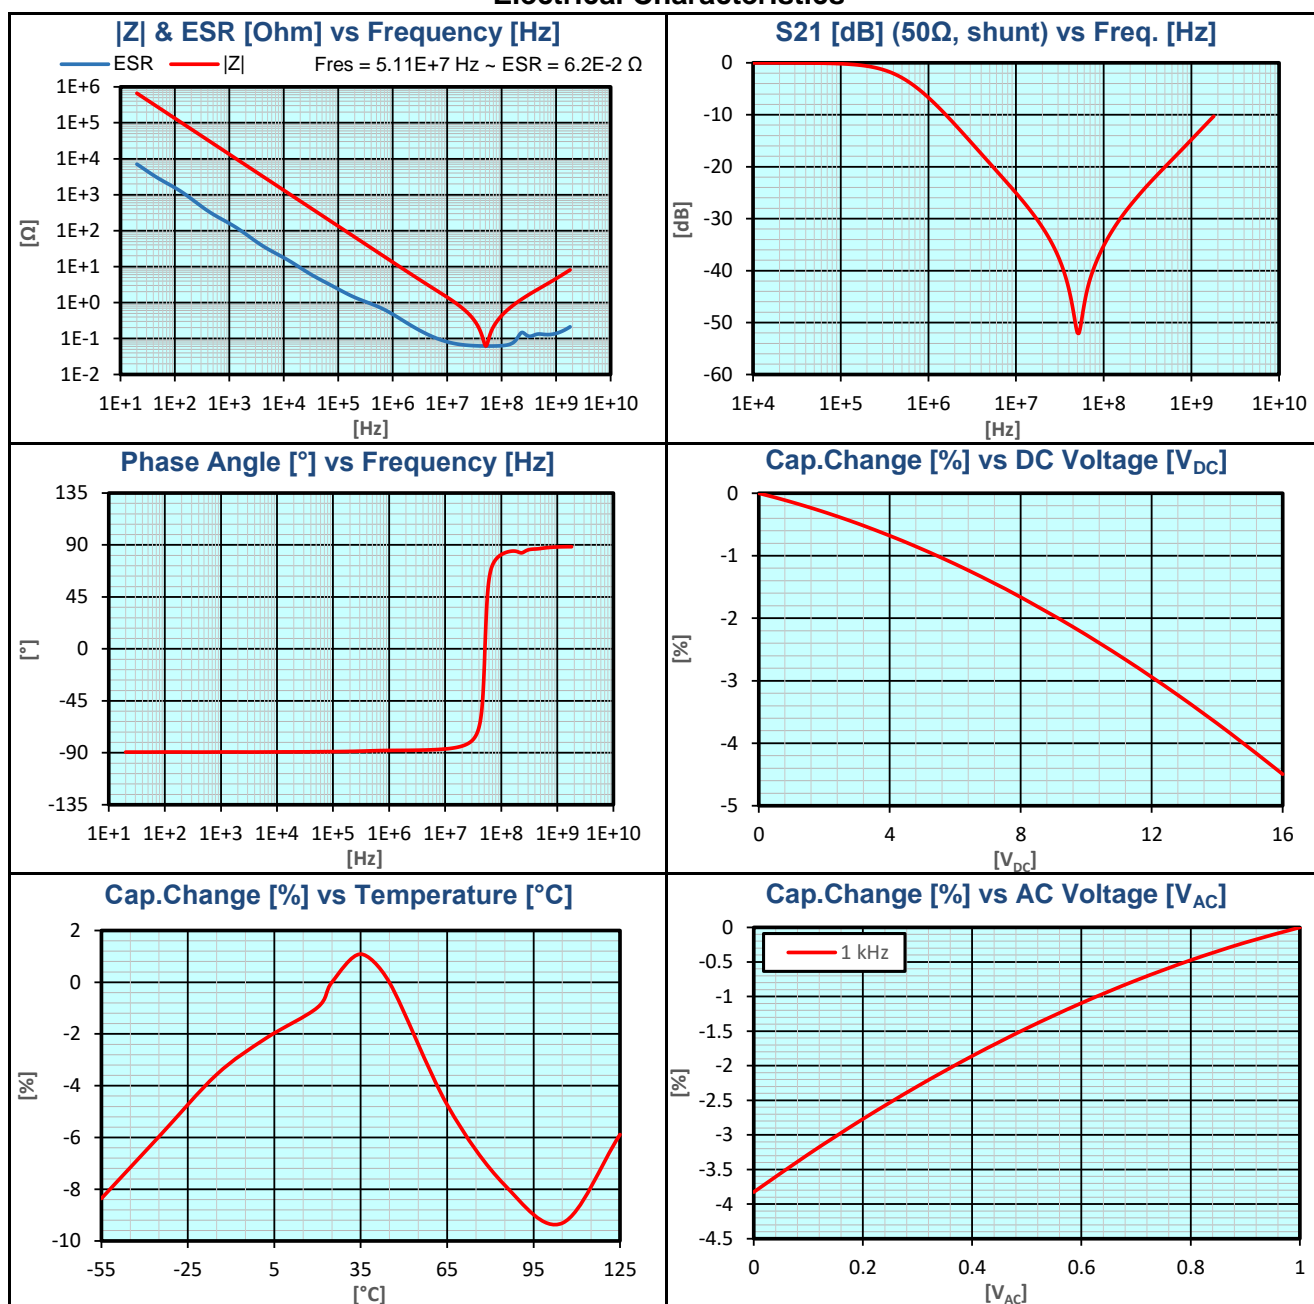 Electrical Characteristics
|Z| & ESR [Ohm] vs Frequency [Hz]
ESR |Z| Fres = 5.11E+7 Hz ~ ESR = 6.2E-2 Ω
1E+6
1E+5
1E+4
1E+3
1E+2
1E+1
1E+0
1E-1
1E-2
[Ω]
1E+1 1E+2 1E+3 1E+4 1E+5 1E+6 1E+7 1E+8 1E+9 1E+10
[Hz]
S21 [dB] (50Ω, shunt) vs Freq. [Hz]
0
-10
-20
-30
-40
-50
-60
[dB]
1E+4 1E+5 1E+6 1E+7 1E+8 1E+9 1E+10
[Hz]
Phase Angle [°] vs Frequency [Hz]
135
90
45
0
-45
-90
-135
[°]
1E+1 1E+2 1E+3 1E+4 1E+5 1E+6 1E+7 1E+8 1E+9 1E+10
[Hz]
Cap.Change [%] vs DC Voltage [VDC]
0
-1
-2
-3
-4
-5
[%]
0 4 8 12 16
[VDC]
Cap.Change [%] vs Temperature [°C]
2
0
-2
-4
-6
-8
-10
[%]
-55 -25 5 35 65 95 125
[°C]
Cap.Change [%] vs AC Voltage [VAC]
1 kHz
0
-0.5
-1
-1.5
-2
-2.5
-3
-3.5
-4
-4.5
[%]
0 0.2 0.4 0.6 0.8 1
[VAC]